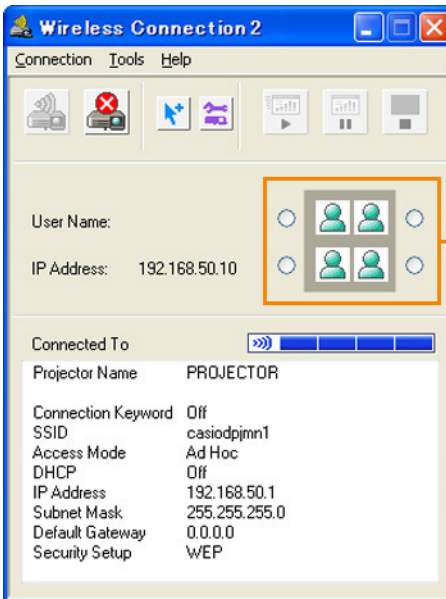 Wireless Connection 2
Connection Tools Help
User Name:
IP Address: 192.168.50.10
Connected To
Projector Name PROJECTOR
Connection Keyword Off
SSID casiodpjmn1
Access Mode Ad Hoc
DHCP Off
IP Address 192.168.50.1
Subnet Mask 255.255.255.0
Default Gateway 0.0.0.0
Security Setup WEP